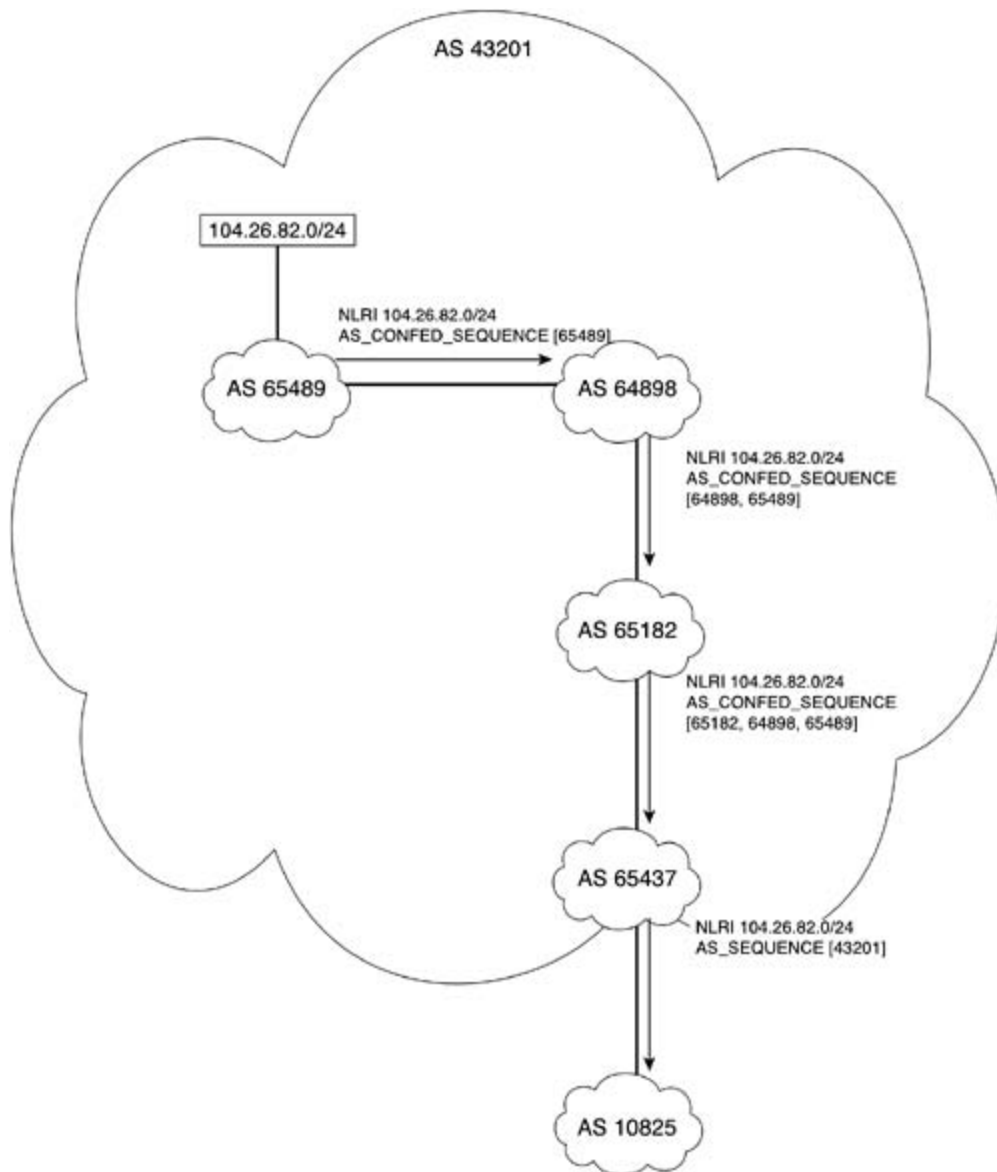 AS 43201
104.26.82.0/24
NLRI 104.26.82.0/24
AS_CONFED_SEQUENCE [65489]
AS 65489
AS 64898
NLRI 104.26.82.0/24
AS_CONFED_SEQUENCE
[64898, 65489]
AS 65182
NLRI 104.26.82.0/24
AS_CONFED_SEQUENCE
[65182, 64898, 65489]
AS 65437
NLRI 104.26.82.0/24
AS_SEQUENCE [43201]
AS 10825